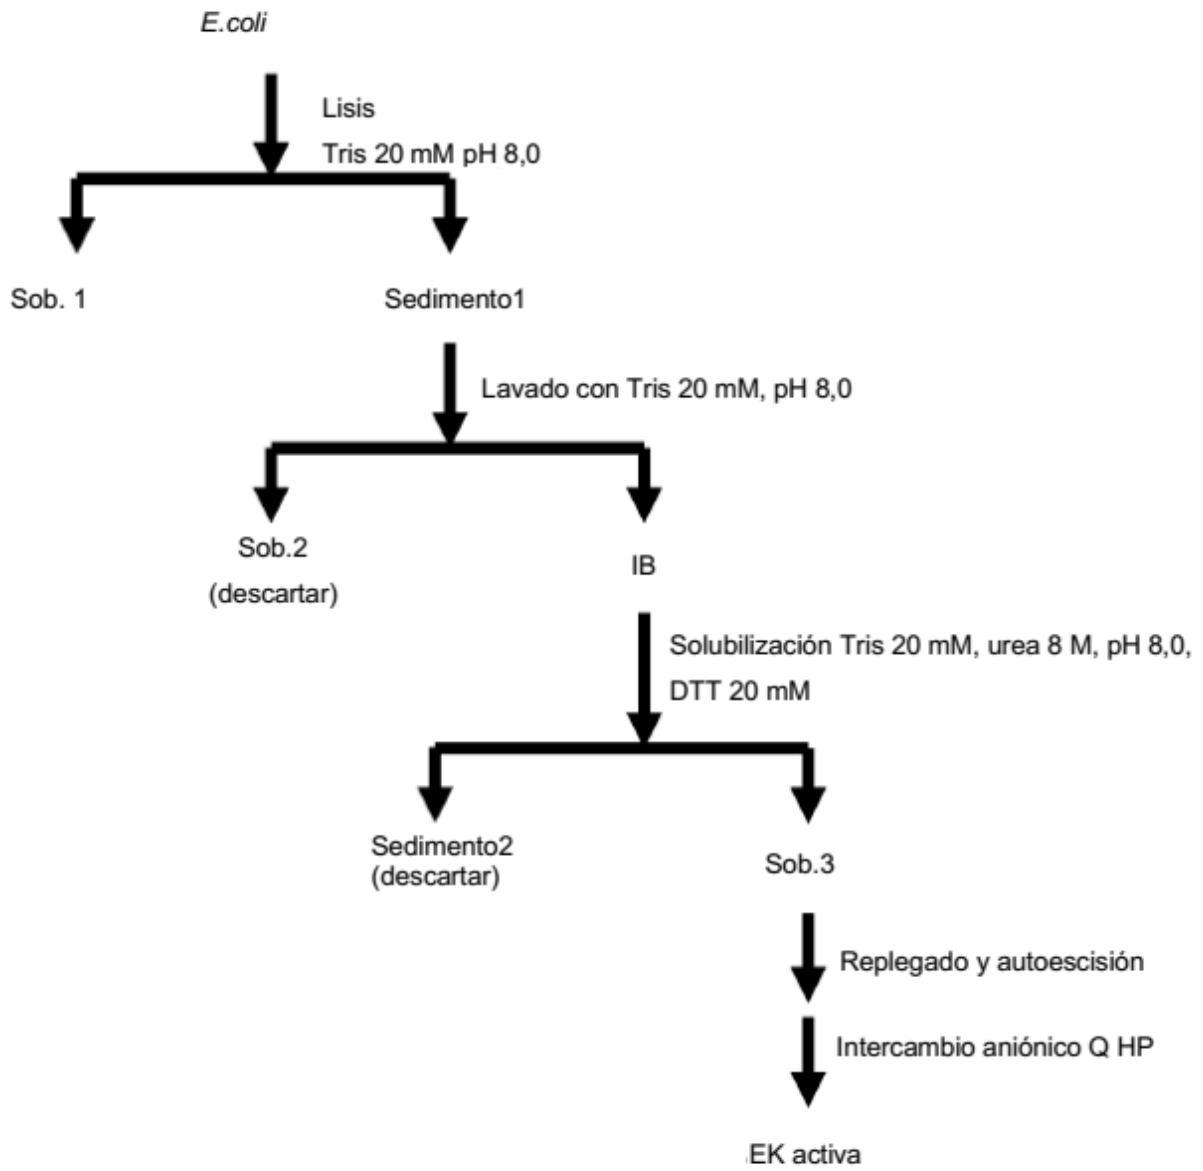 E.coli
Lisis
Tris 20 mM pH 8,0
Sob. 1
Sedimento1
Lavado con Tris 20 mM, pH 8,0
Sob.2
(descartar)
IB
Solubilización Tris 20 mM, urea 8 M, pH 8,0,
DTT 20 mM
Sedimento2
(descartar)
Sob.3
Replegado y autoescisión
Intercambio aniónico Q HP
EK activa